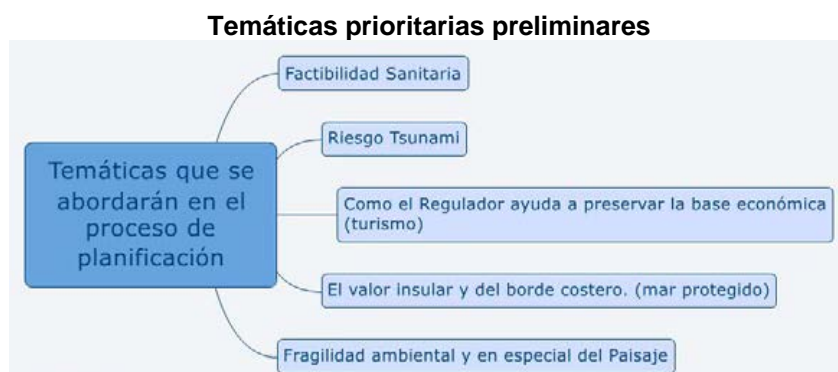 Temáticas prioritarias preliminares
Factibilidad Sanitaria
Riesgo Tsunami
Temáticas que se
abordarán en el
proceso de
planificación
Como el Regulador ayuda a preservar la base económica
(turismo)
El valor insular y del borde costero. (mar protegido)
Fragilidad ambiental y en especial del Paisaje